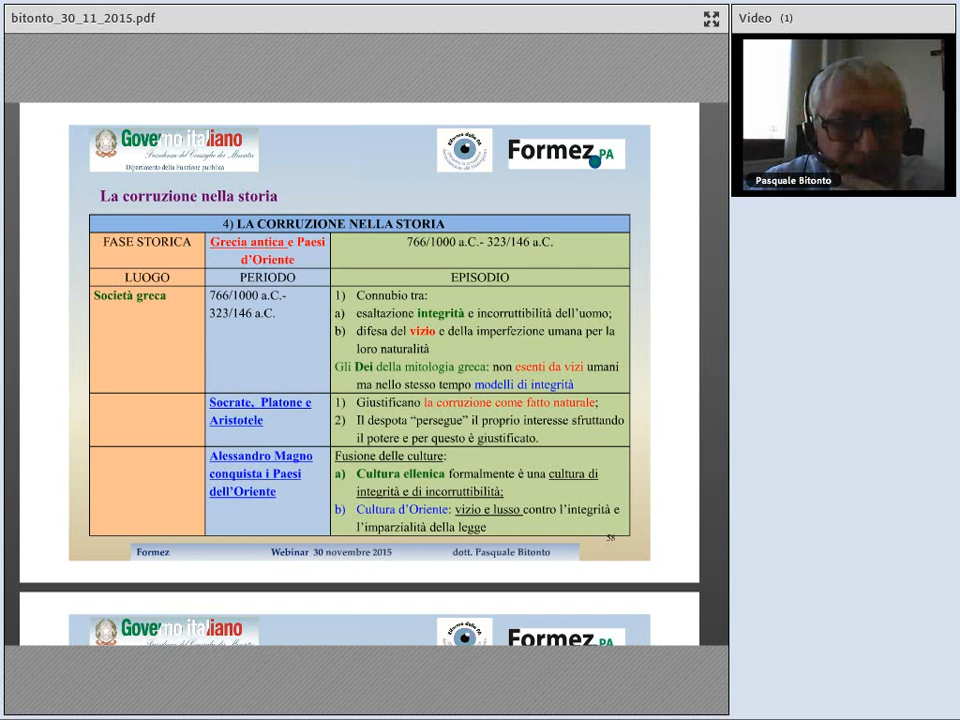 bitonto_30_11_2015.pdf
Video (1)
Pasquale Bitonto
Governo italiano
Presidenza del Consiglio dei Ministri
Dipartimento della Funzione pubblica
Formez PA
La corruzione nella storia
4) LA CORRUZIONE NELLA STORIA
FASE STORICA
Grecia antica e Paesi
d'Oriente
766/1000 a.C.- 323/146 a.C.
LUOGO
PERIODO
EPISODIO
Società greca
766/1000 a.C.-
323/146 a.C.
1) Connubio tra:
a) esaltazione integrità e incorruttibilità dell'uomo;
b) difesa del vizio e della imperfezione umana per la
loro naturalità
Gli Dei della mitologia greca: non esenti da vizi umani
ma nello stesso tempo modelli di integrità
Socrate, Platone e
Aristotele
1) Giustificano la corruzione come fatto naturale;
2) Il despota “persegue” il proprio interesse sfruttando
il potere e per questo è giustificato.
Alessandro Magno
conquista i Paesi
dell'Oriente
Fusione delle culture:
a) Cultura ellenica formalmente è una cultura di
integrità e di incorruttibilità;
b) Cultura d'Oriente: vizio e lusso contro l'integrità e
l'imparzialità della legge
58
Formez Webinar 30 novembre 2015 dott. Pasquale Bitonto
Governo italiano
Formez PA